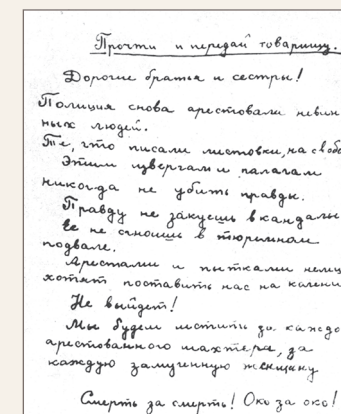 Прочти и передай товарищу.
Дорогие братья и сестры!
Полиция снова арестовали невин
ных людей.
Те, что писали листовки, на свобо
Этим извергам и палачам
никогда не убить правды.
Правду не закуешь в кандалы
Ее не сгноишь в тюремном
подвале.
Арестами и пытками немцы
хотят поставить нас на колени
Не выйдет!
Мы будем мстить за каждо
арестованного шахтера, за
каждую замученную женщину
Смерть за смерть! Око за око!